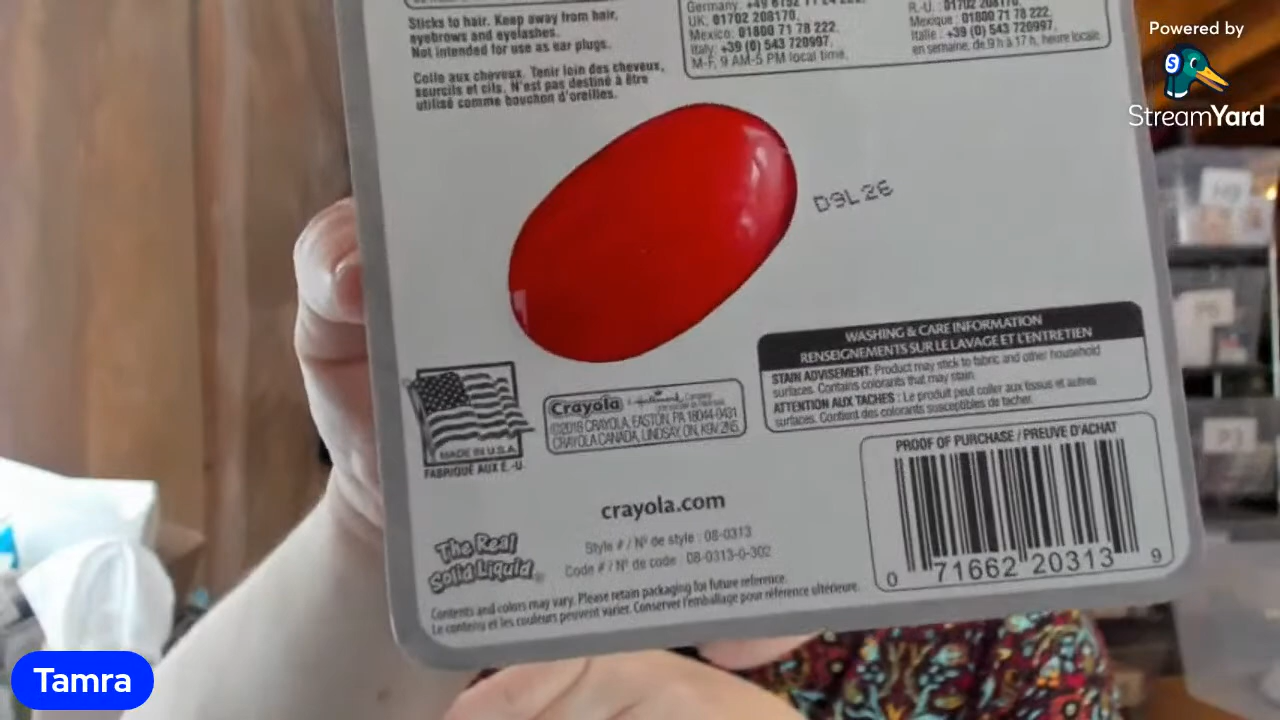 Powered by
StreamYard
Sticks to hair. Keep away from hair,
eyebrows and eyelashes.
Not intended for use as ear plugs.
Colle aux cheveux. Tenir loin des cheveux,
sourcils et cils. N'est pas destiné à être
utilisé comme bouchon d'oreilles.
UK: 01702 208170,
Mexico: 01800 71 78 222,
Italy: +39 (0) 543 720997,
M-F, 9 AM-5 PM local time.
R.-U. : 01702 208170,
Mexique : 01800 71 78 222,
Italie : +39 (0) 543 720997,
en semaine, de 9 h à 17 h, heure locale
D9L 26
WASHING & CARE INFORMATION
RENSEIGNEMENTS SUR LE LAVAGE ET L'ENTRETIEN
STAIN ADVISEMENT: Product may stick to fabric and other household
surfaces. Contains colorants that may stain.
ATTENTION AUX TACHES : Le produit peut coller aux tissus et autres
surfaces. Contient des colorants susceptibles de tacher.
MADE IN U.S.A.
FABRIQUÉ AUX É.-U.
Crayola
©2019 CRAYOLA, EASTON, PA 18044-0431
CRAYOLA CANADA, LINDSAY, ON, K9V 2N5
PROOF OF PURCHASE / PREUVE D'ACHAT
0 71662 20313 9
crayola.com
Style # / Nº de style : 08-0313
Code # / Nº de code : 08-0313-0-302
The Real
Solid Liquid®
Contents and colors may vary. Please retain packaging for future reference.
Le contenu et les couleurs peuvent varier. Conserver l'emballage pour référence ultérieure.
P3
Tamra